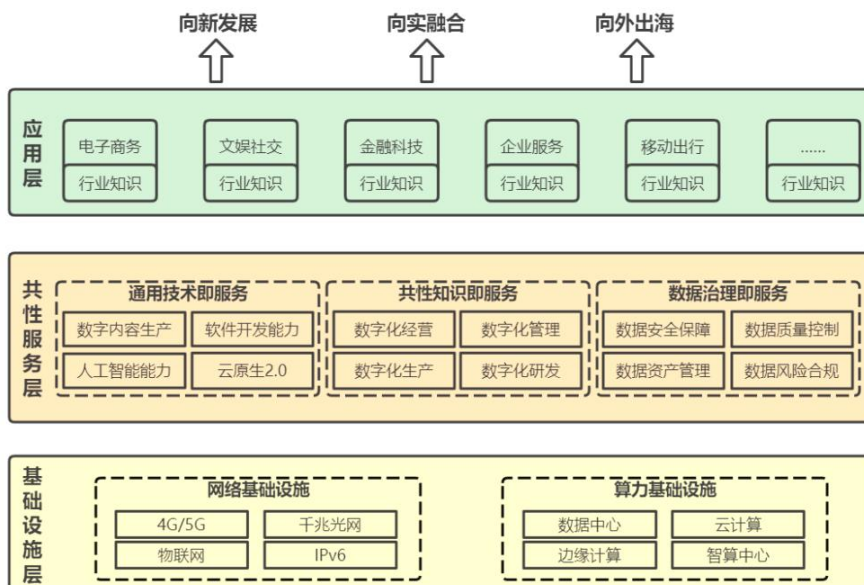 向新发展 向实融合 向外出海
应用层
电子商务 文娱社交 金融科技 企业服务 移动出行 ......
行业知识 行业知识 行业知识 行业知识 行业知识 行业知识
共性服务层
通用技术即服务 共性知识即服务 数据治理即服务
数字内容生产 软件开发能力 数字化经营 数字化管理 数据安全保障 数据质量控制
人工智能能力 云原生2.0 数字化生产 数字化研发 数据资产管理 数据风险合规
基础设施层
网络基础设施 算力基础设施
4G/5G 千兆光网 数据中心 云计算
物联网 IPv6 边缘计算 智算中心